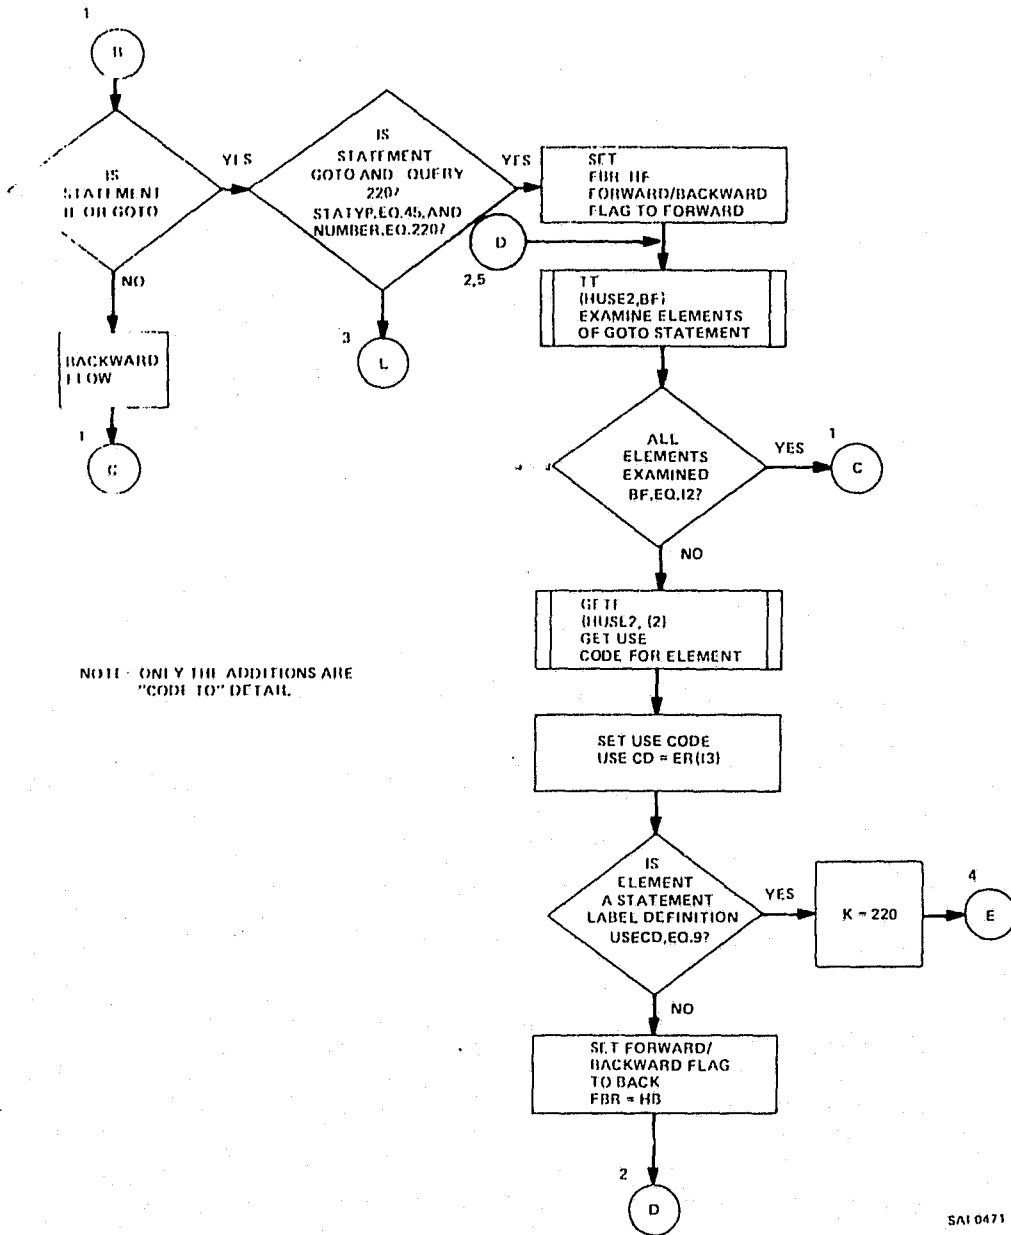 1
B
IS
STATEMENT
IF OR GOTO
YES
NO
BACKWARD
FLOW
1
G
IS
STATEMENT
GOTO AND QUERY
220?
STATYP.EQ.45.AND
NUMBER.EQ.220?
YES
3
L
SET
FBR HF
FORWARD/BACKWARD
FLAG TO FORWARD
D
2,5
TT
(HUSE2,BF)
EXAMINE ELEMENTS
OF GOTO STATEMENT
ALL
ELEMENTS
EXAMINED
BF.EQ.12?
YES
1
C
NO
(HUSE2, (2)
GET USE
CODE FOR ELEMENT
SET USE CODE
USE CD = ER(13)
IS
ELEMENT
A STATEMENT
LABEL DEFINITION
USECD.EQ.9?
YES
K = 220
4
E
NO
SET FORWARD/
BACKWARD FLAG
TO BACK
FBR = HB
2
D
NOTE: ONLY THE ADDITIONS ARE
"CODE TO" DETAIL.
SAI 0471